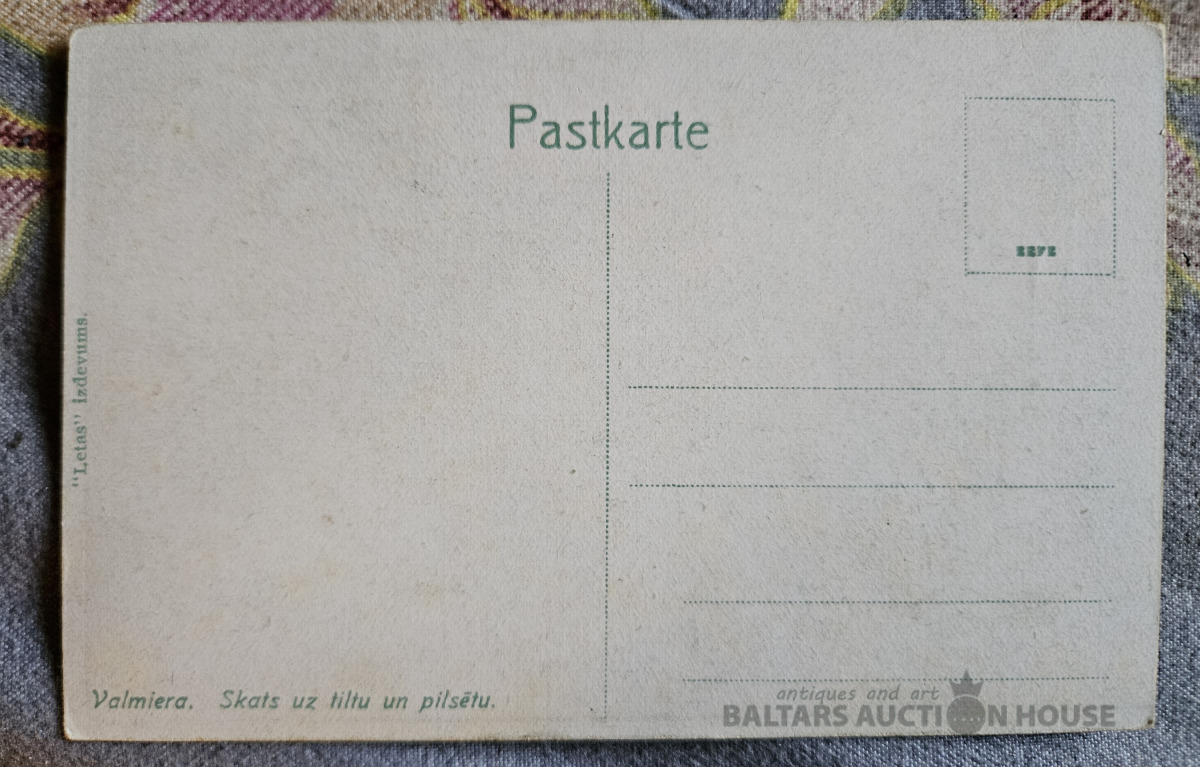 Pastkarte
"Letas" izdevums.
Valmiera. Skats uz tiltu un pilsētu.
antiques and art
BALTARS AUCTION HOUSE